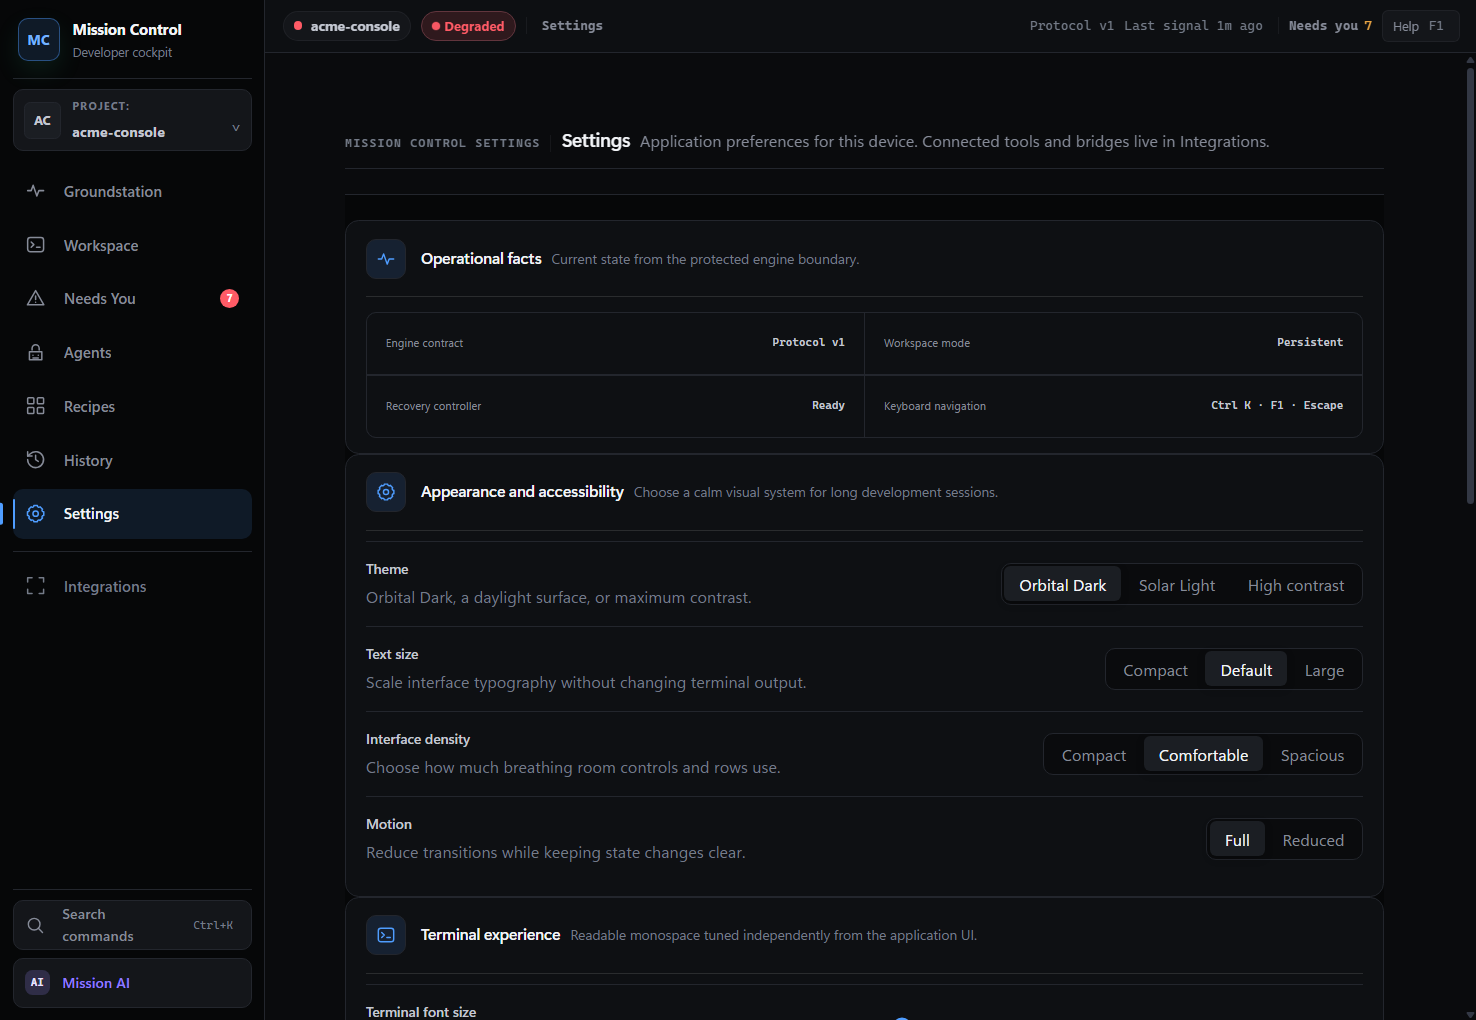 MC
Mission Control
Developer cockpit
AC
PROJECT:
acme-console
Groundstation
Workspace
Needs You
7
Agents
Recipes
History
Settings
Integrations
Search commands
Ctrl+K
AI
Mission AI
acme-console
Degraded
Settings
Protocol v1 Last signal 1m ago
Needs you 7
Help F1
MISSION CONTROL SETTINGS
Settings
Application preferences for this device. Connected tools and bridges live in Integrations.
Operational facts
Current state from the protected engine boundary.
Engine contract
Protocol v1
Workspace mode
Persistent
Recovery controller
Ready
Keyboard navigation
Ctrl K · F1 · Escape
Appearance and accessibility
Choose a calm visual system for long development sessions.
Theme
Orbital Dark, a daylight surface, or maximum contrast.
Orbital Dark
Solar Light
High contrast
Text size
Scale interface typography without changing terminal output.
Compact
Default
Large
Interface density
Choose how much breathing room controls and rows use.
Compact
Comfortable
Spacious
Motion
Reduce transitions while keeping state changes clear.
Full
Reduced
Terminal experience
Readable monospace tuned independently from the application UI.
Terminal font size